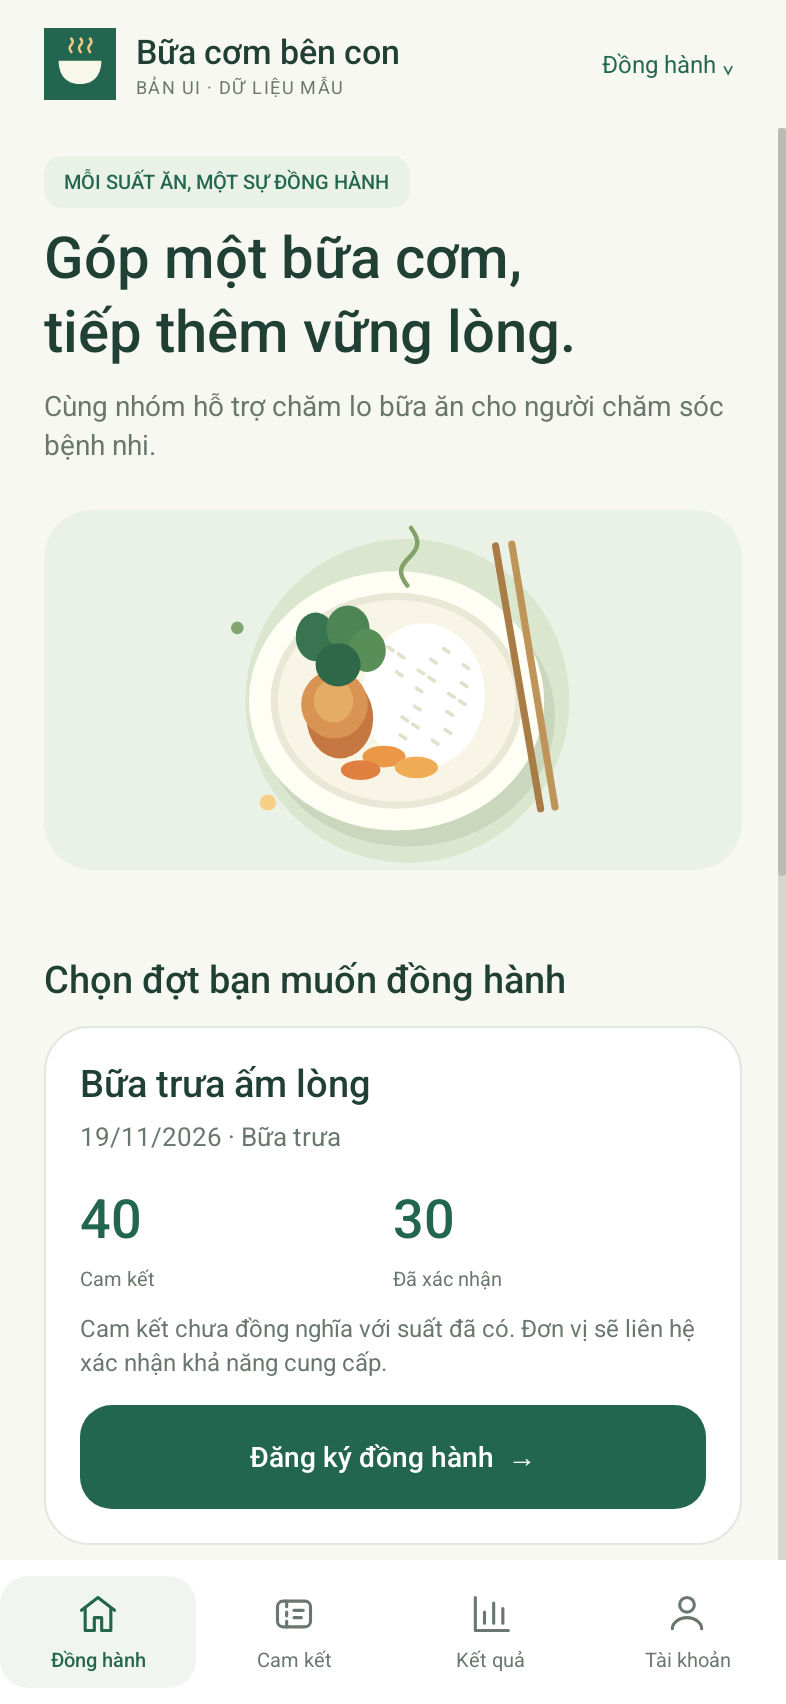 Bữa cơm bên con
BẢN UI · DỮ LIỆU MẪU
Đồng hành
MỖI SUẤT ĂN, MỘT SỰ ĐỒNG HÀNH
Góp một bữa cơm,
tiếp thêm vững lòng.
Cùng nhóm hỗ trợ chăm lo bữa ăn cho người chăm sóc
bệnh nhi.
Chọn đợt bạn muốn đồng hành
Bữa trưa ấm lòng
19/11/2026 · Bữa trưa
40 30
Cam kết Đã xác nhận
Cam kết chưa đồng nghĩa với suất đã có. Đơn vị sẽ liên hệ
xác nhận khả năng cung cấp.
Đăng ký đồng hành →
Đồng hành Cam kết Kết quả Tài khoản